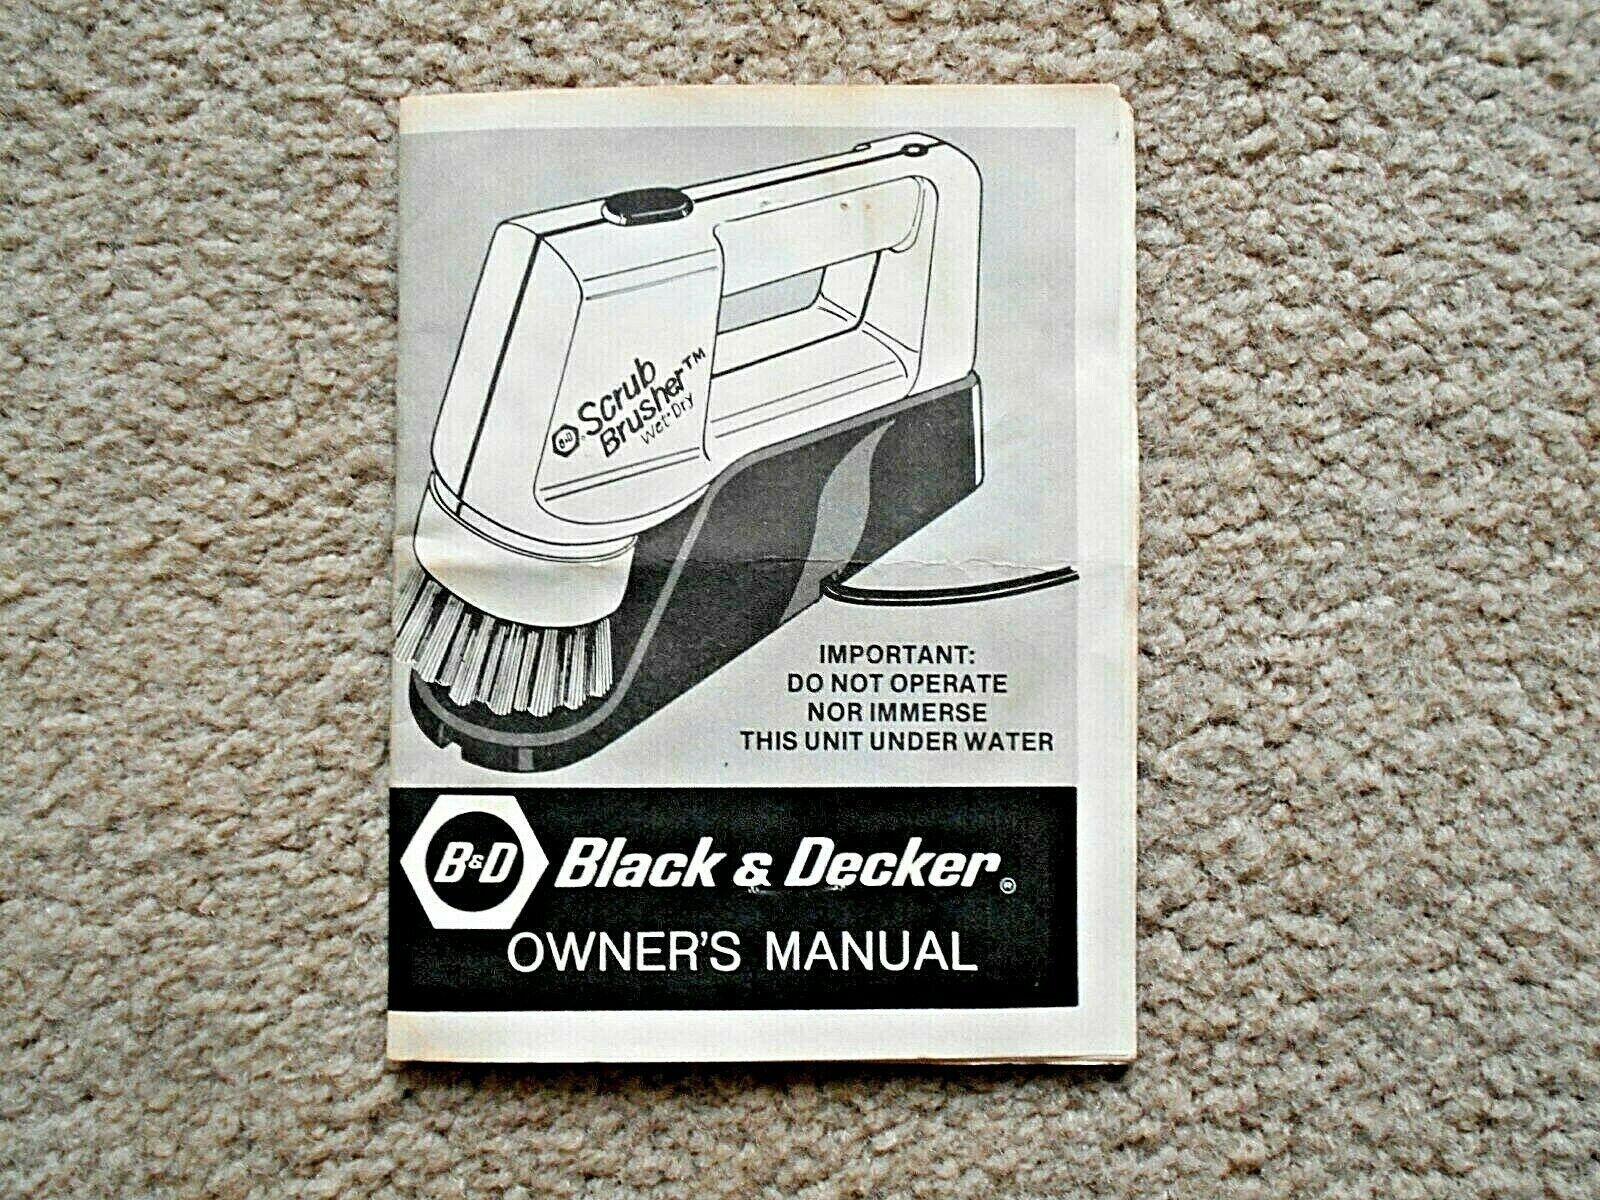 B&D® Scrub
Brusher™
Wet·Dry
IMPORTANT:
DO NOT OPERATE
NOR IMMERSE
THIS UNIT UNDER WATER
B&D Black & Decker®
OWNER'S MANUAL